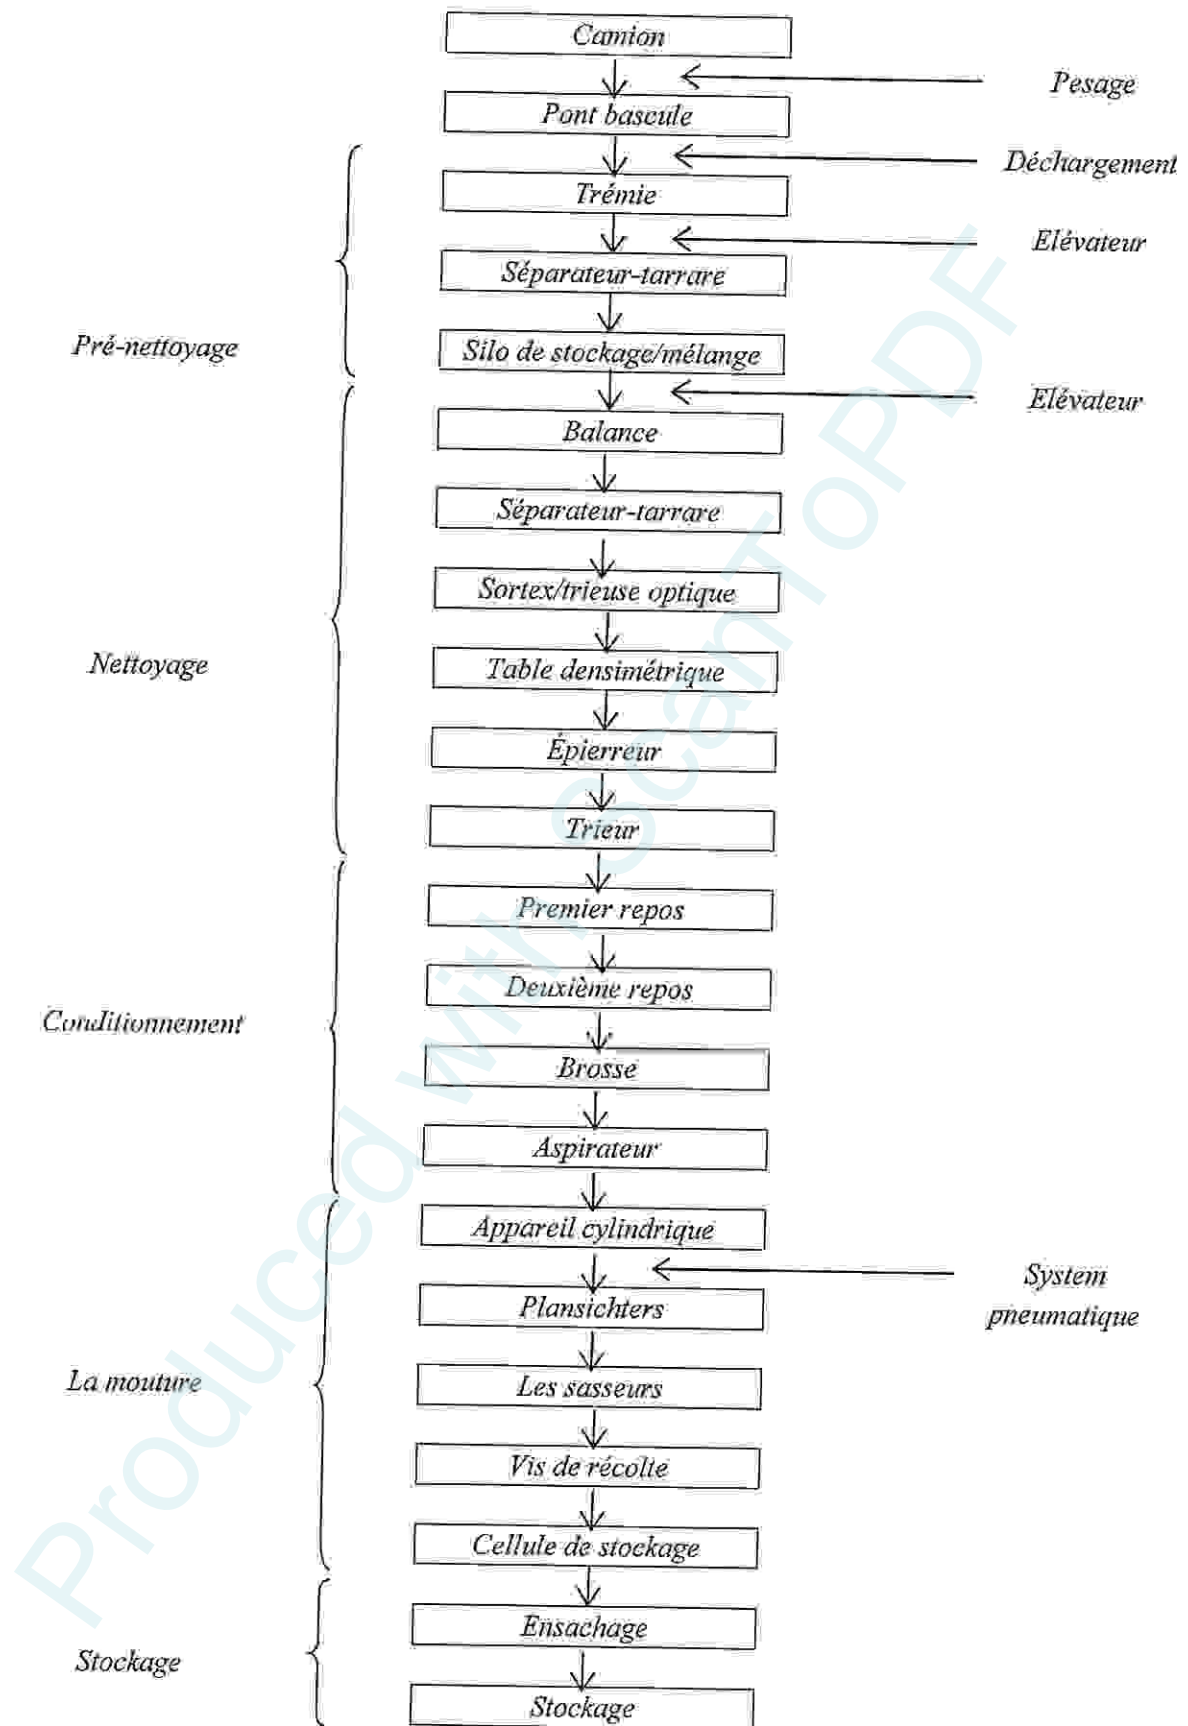 Camion
Pesage
Pont bascule
Déchargement
Trémie
Elévateur
Séparateur-tarrare
Pré-nettoyage
Silo de stockage/mélange
Elévateur
Balance
Séparateur-tarrare
Sortex/trieuse optique
Nettoyage
Table densimétrique
Épierreur
Trieur
Premier repos
Deuxième repos
Conditionnement
Brosse
Aspirateur
Appareil cylindrique
System
pneumatique
Plansichters
La mouture
Les sasseurs
Vis de récolte
Cellule de stockage
Ensachage
Stockage
Stockage
Produced with ScanToPDF